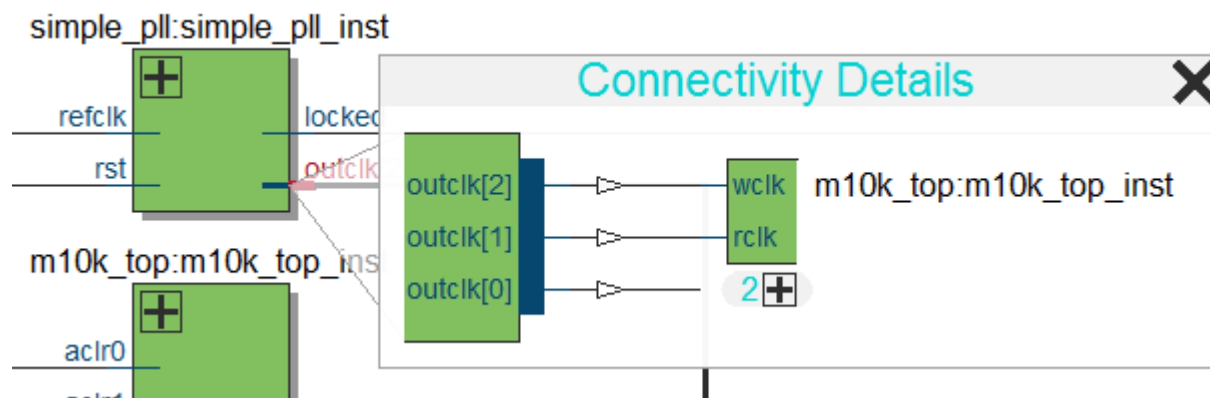 simple_pll:simple_pll_inst
Connectivity Details
refclk
locked
rst
outclk
outclk[2]
wclk
m10k_top:m10k_top_inst
outclk[1]
rclk
m10k_top:m10k_top_ins
outclk[0]
2
aclr0